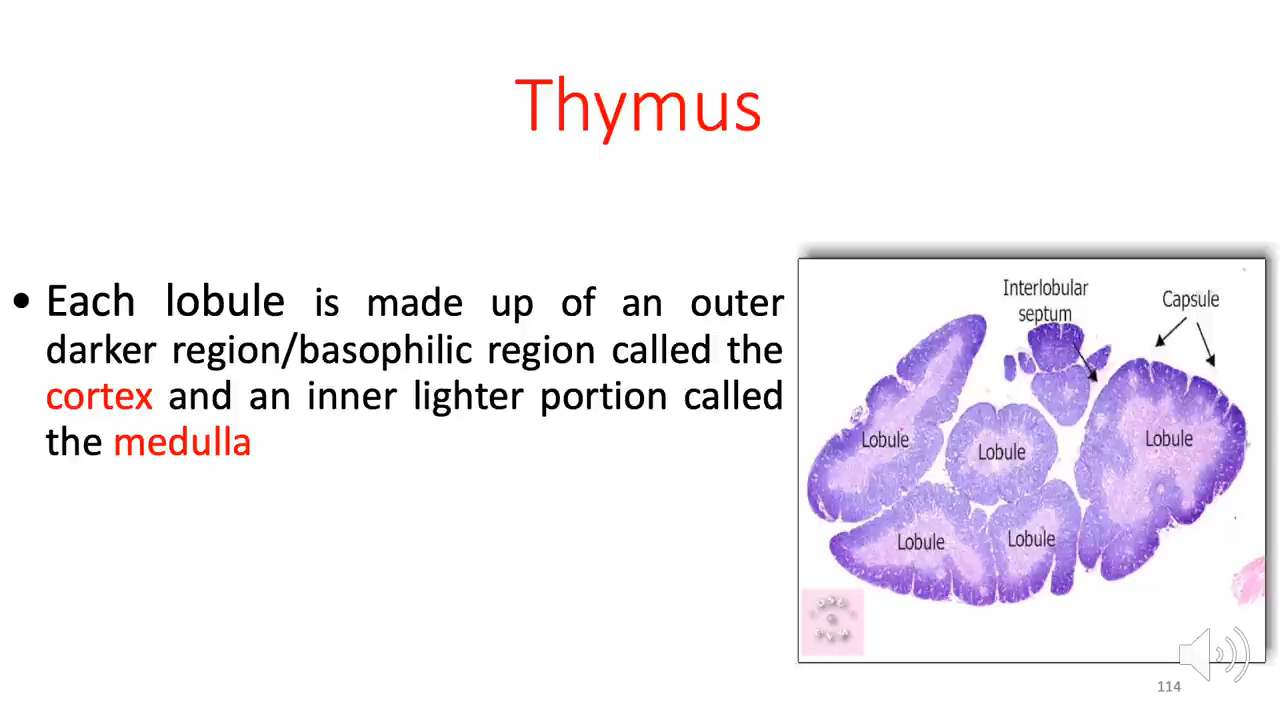 Thymus
• Each lobule is made up of an outer
darker region/basophilic region called the
cortex and an inner lighter portion called
the medulla
Interlobular
septum
Capsule
Lobule
Lobule
Lobule
Lobule
Lobule
114